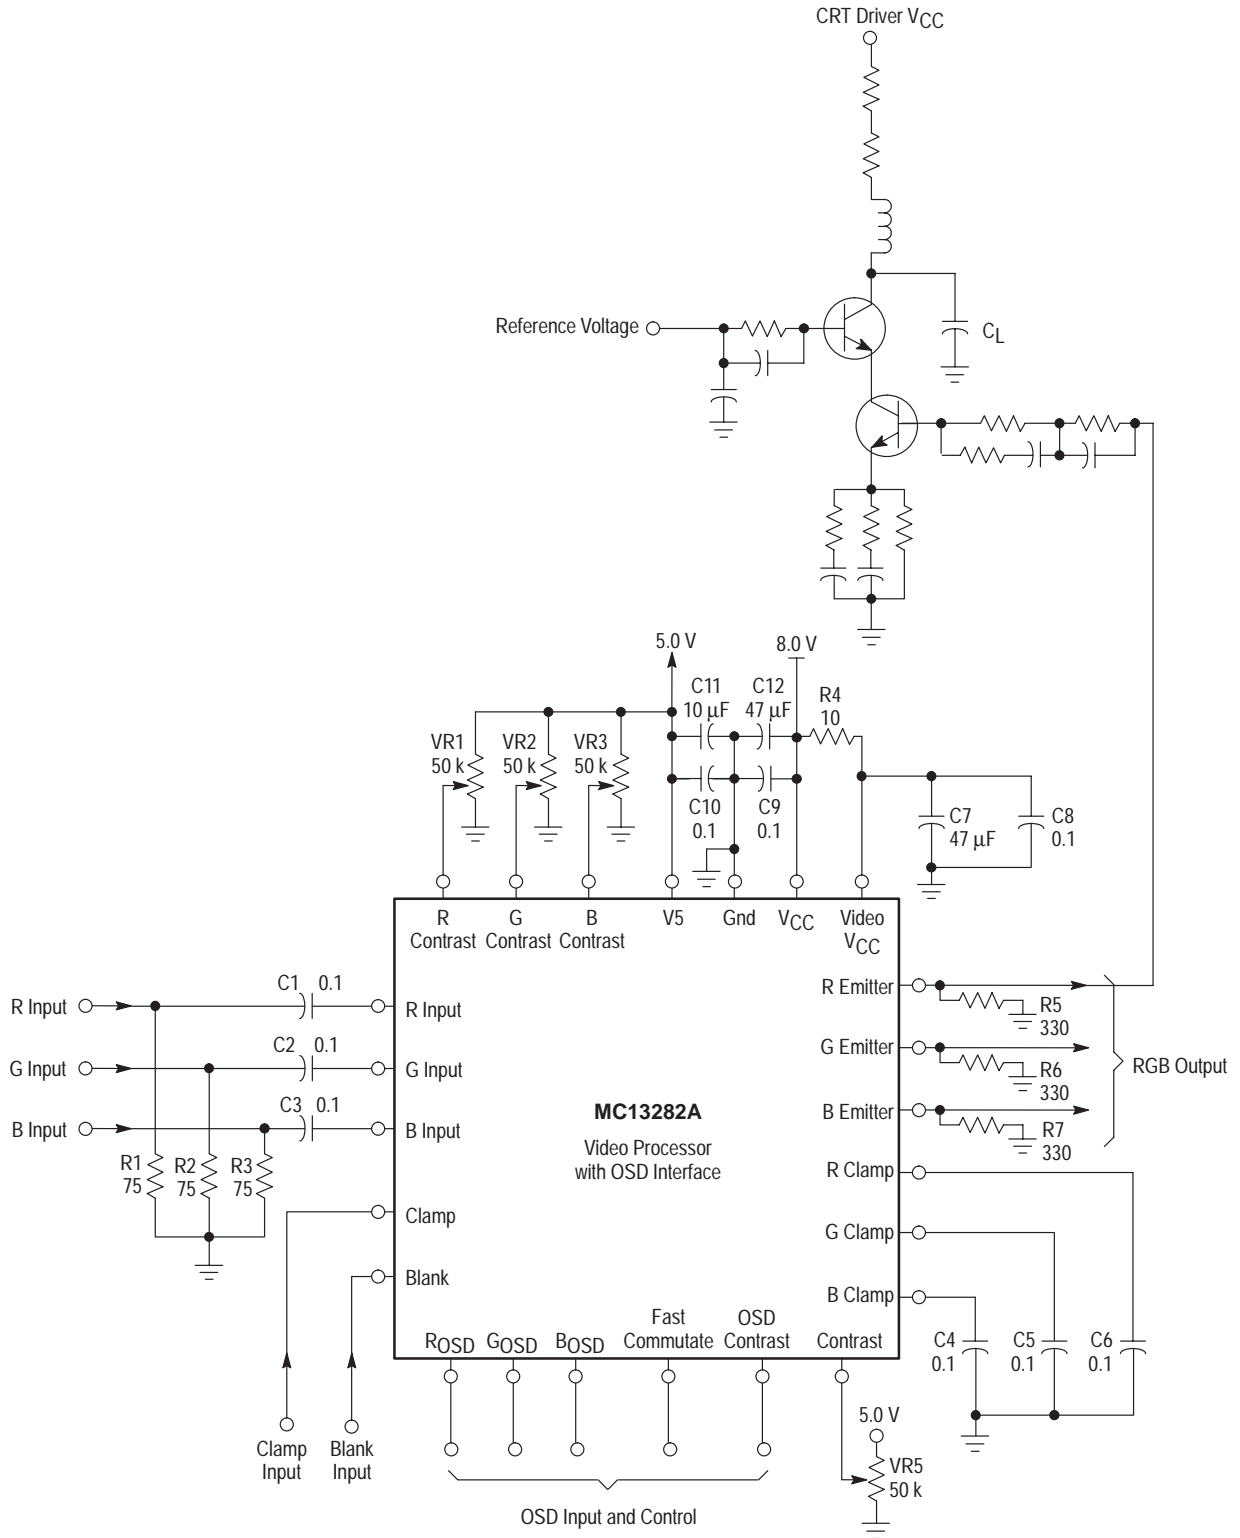 CRT Driver VCC
Reference Voltage
CL
5.0 V
8.0 V
C11
10 µF
C12
47 µF
R4
10
VR1
50 k
VR2
50 k
VR3
50 k
C10
0.1
C9
0.1
C7
47 µF
C8
0.1
R
Contrast
G
Contrast
B
Contrast
V5
Gnd
VCC
Video
VCC
R Input
C1 0.1
R Input
R Emitter
R5
330
G Input
C2 0.1
G Input
G Emitter
R6
330
RGB Output
B Input
C3 0.1
B Input
B Emitter
R7
330
MC13282A
Video Processor
with OSD Interface
R1
75
R2
75
R3
75
R Clamp
Clamp
G Clamp
Blank
B Clamp
C4
0.1
C5
0.1
C6
0.1
ROSD
GOSD
BOSD
Fast
Commutate
OSD
Contrast
Contrast
Clamp
Input
Blank
Input
5.0 V
VR5
50 k
OSD Input and Control